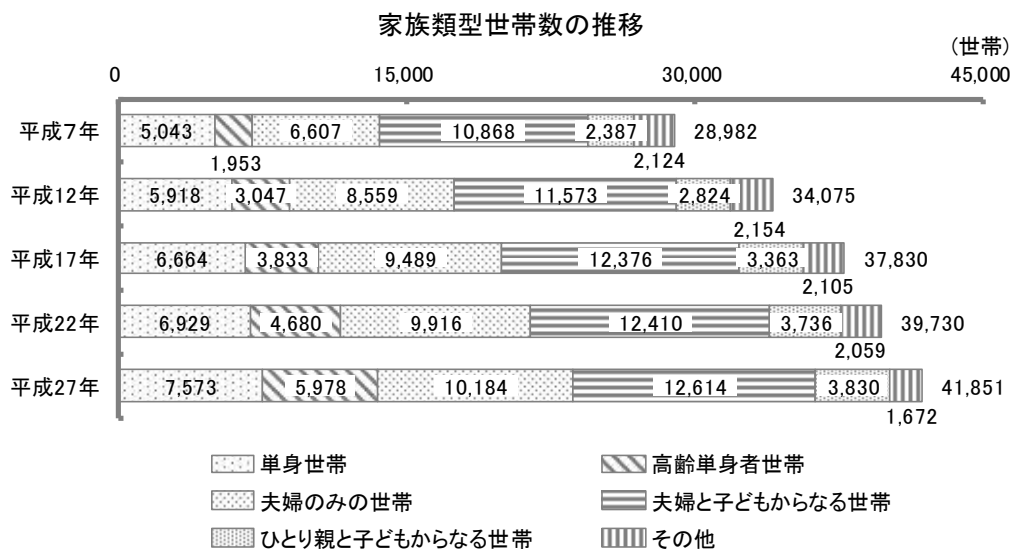 家族類型世帯数の推移
(世帯)
0 15,000 30,000 45,000
平成7年 5,043 6,607 10,868 2,387 28,982
1,953 2,124
平成12年 5,918 3,047 8,559 11,573 2,824 34,075
2,154
平成17年 6,664 3,833 9,489 12,376 3,363 37,830
2,105
平成22年 6,929 4,680 9,916 12,410 3,736 39,730
2,059
平成27年 7,573 5,978 10,184 12,614 3,830 41,851
1,672
単身世帯 高齢単身者世帯
夫婦のみの世帯 夫婦と子どもからなる世帯
ひとり親と子どもからなる世帯 その他